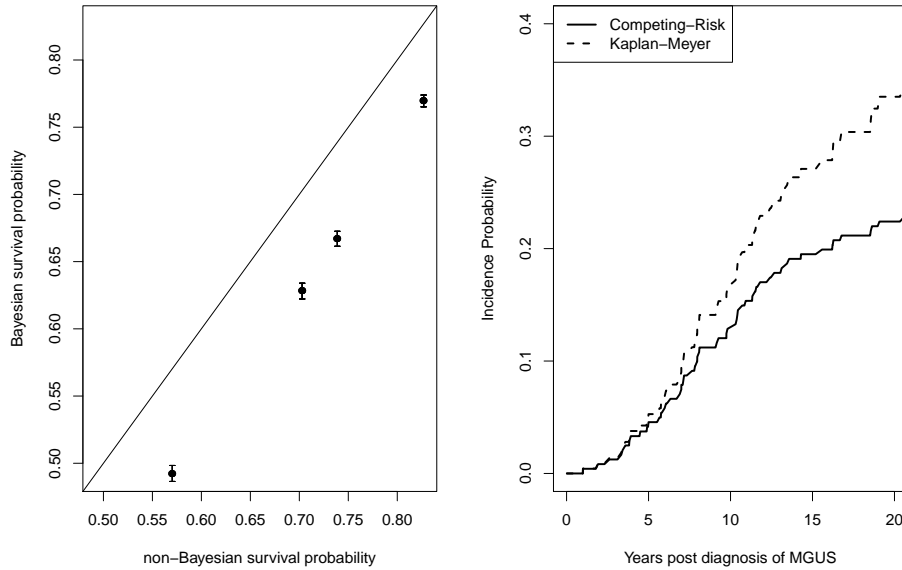 0.50 0.55 0.60 0.65 0.70 0.75 0.80
Bayesian survival probability
0.50 0.55 0.60 0.65 0.70 0.75 0.80
non−Bayesian survival probability
Competing−Risk
Kaplan−Meyer
0.0 0.1 0.2 0.3 0.4
Incidence Probability
0 5 10 15 20
Years post diagnosis of MGUS